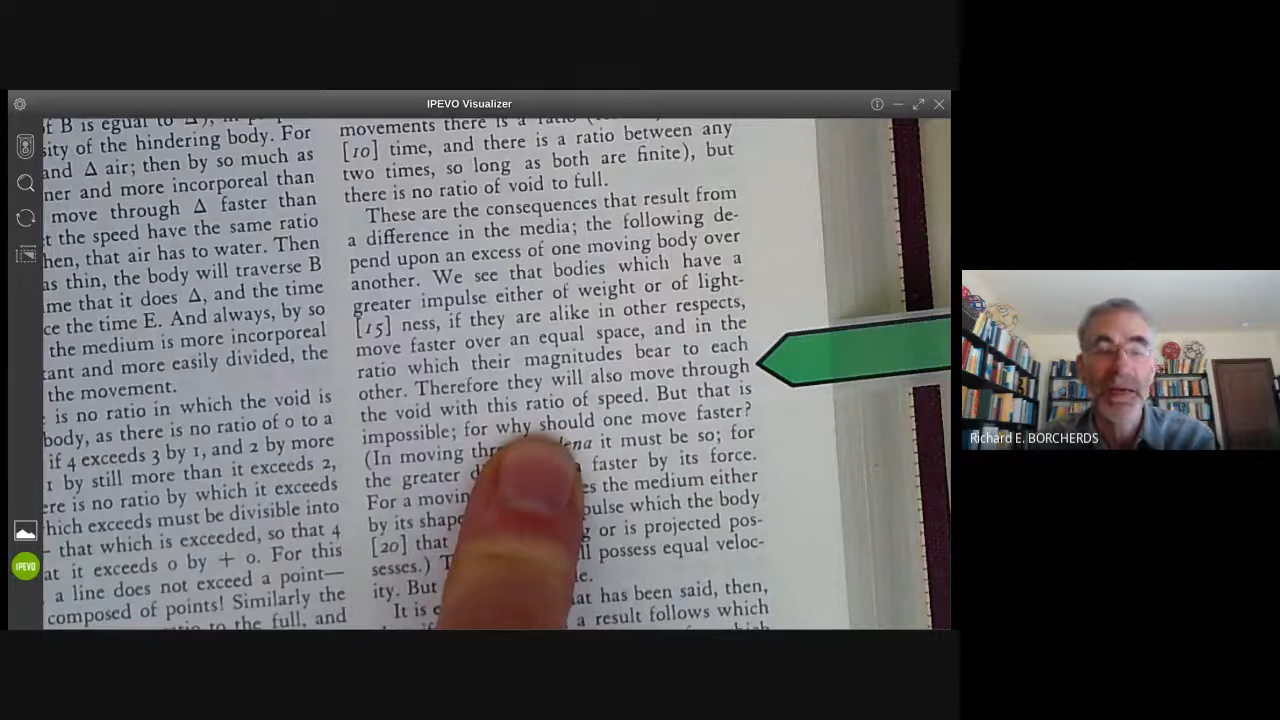 IPEVO Visualizer
of B is egual to Δ),
sity of the hindering body. For
and Δ air; then by so much as
ner and more incorporeal than
move through Δ faster than
t the speed have the same ratio
hen, that air has to water. Then
as thin, the body will traverse B
me that it does Δ, and the time
ce the time E. And always, by so
the medium is more incorporeal
tant and more easily divided, the
the movement.
is no ratio in which the void is
body, as there is no ratio of 0 to a
if 4 exceeds 3 by 1, and 2 by more
1 by still more than it exceeds 2,
ere is no ratio by which it exceeds
hich exceeds must be divisible into
– that which is exceeded, so that 4
at it exceeds 0 by + 0. For this
a line does not exceed a point—
composed of points! Similarly the
to the full, and
movements there is a ratio
[10] time, and there is a ratio between any
two times, so long as both are finite), but
there is no ratio of void to full.
These are the consequences that result from
a difference in the media; the following de-
pend upon an excess of one moving body over
another. We see that bodies which have a
greater impulse either of weight or of light-
[15] ness, if they are alike in other respects,
move faster over an equal space, and in the
ratio which their magnitudes bear to each
other. Therefore they will also move through
the void with this ratio of speed. But that is
impossible; for why should one move faster?
(In moving thr lena it must be so; for
the greater d faster by its force.
For a movin es the medium either
by its shape pulse which the body
[20] that g or is projected pos-
sesses.) T ll possess equal veloc-
ity. But le.
It is e at has been said, then,
a result follows which
Richard E. BORCHERDS
IPEVO